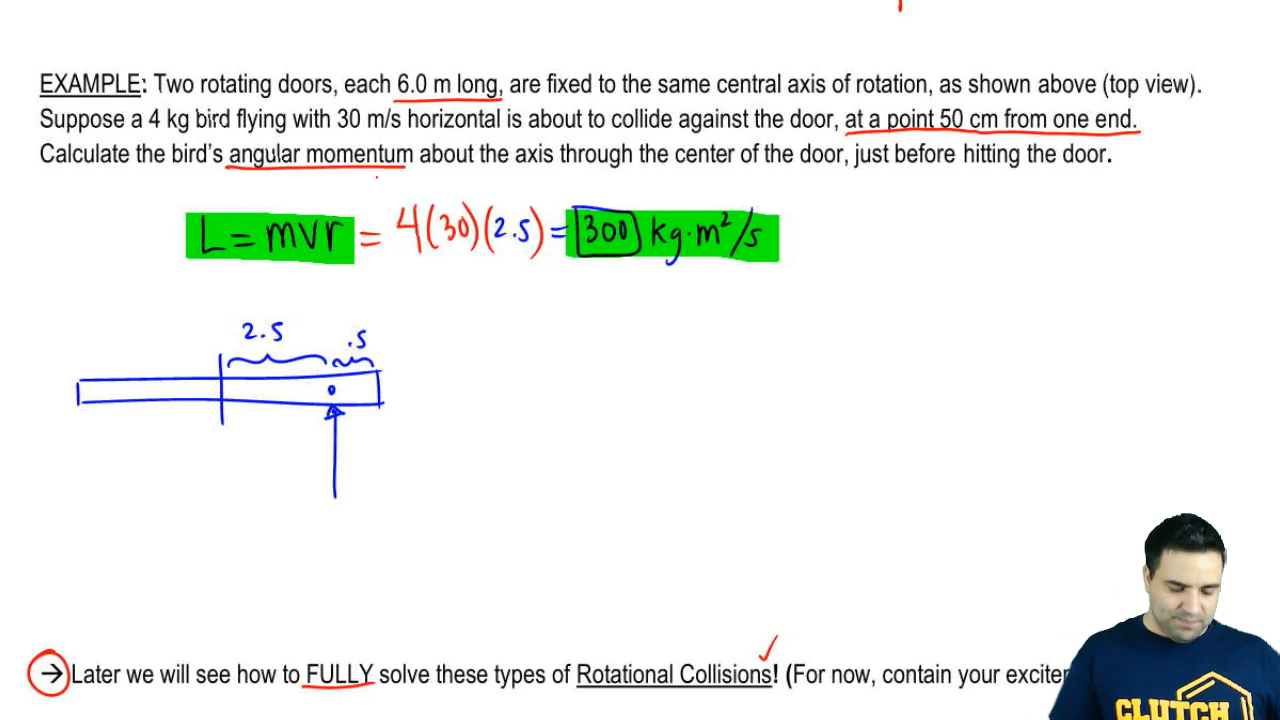 EXAMPLE: Two rotating doors, each 6.0 m long, are fixed to the same central axis of rotation, as shown above (top view).
Suppose a 4 kg bird flying with 30 m/s horizontal is about to collide against the door, at a point 50 cm from one end.
Calculate the bird's angular momentum about the axis through the center of the door, just before hitting the door.
L = mvr = 4(30)(2.5) = 300 kg·m²/s
2.5 .5
→ Later we will see how to FULLY solve these types of Rotational Collisions! (For now, contain your
CLUTCH